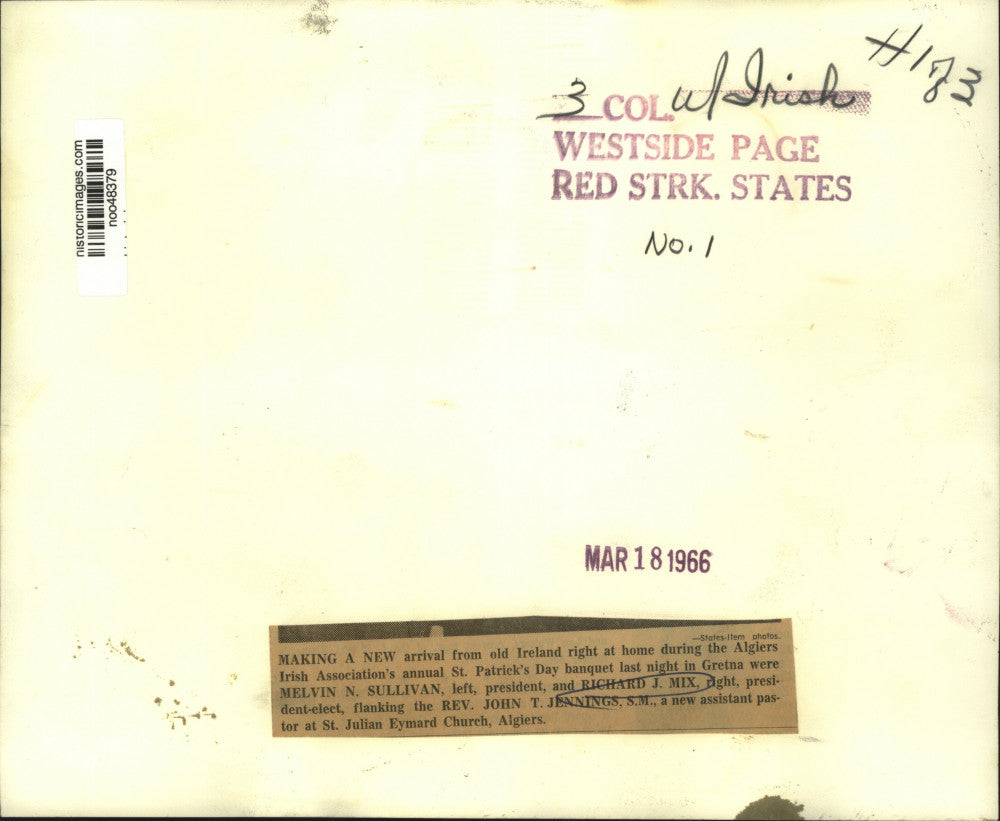 #183
3 COL. w/Irish
WESTSIDE PAGE
RED STRK. STATES
No. 1
historicimages.com
noo48379
MAR 18 1966
—States-Item photos.
MAKING A NEW arrival from old Ireland right at home during the Algiers
Irish Association's annual St. Patrick's Day banquet last night in Gretna were
MELVIN N. SULLIVAN, left, president, and RICHARD J. MIX, right, presi-
dent-elect, flanking the REV. JOHN T. JENNINGS, S.M., a new assistant pas-
tor at St. Julian Eymard Church, Algiers.